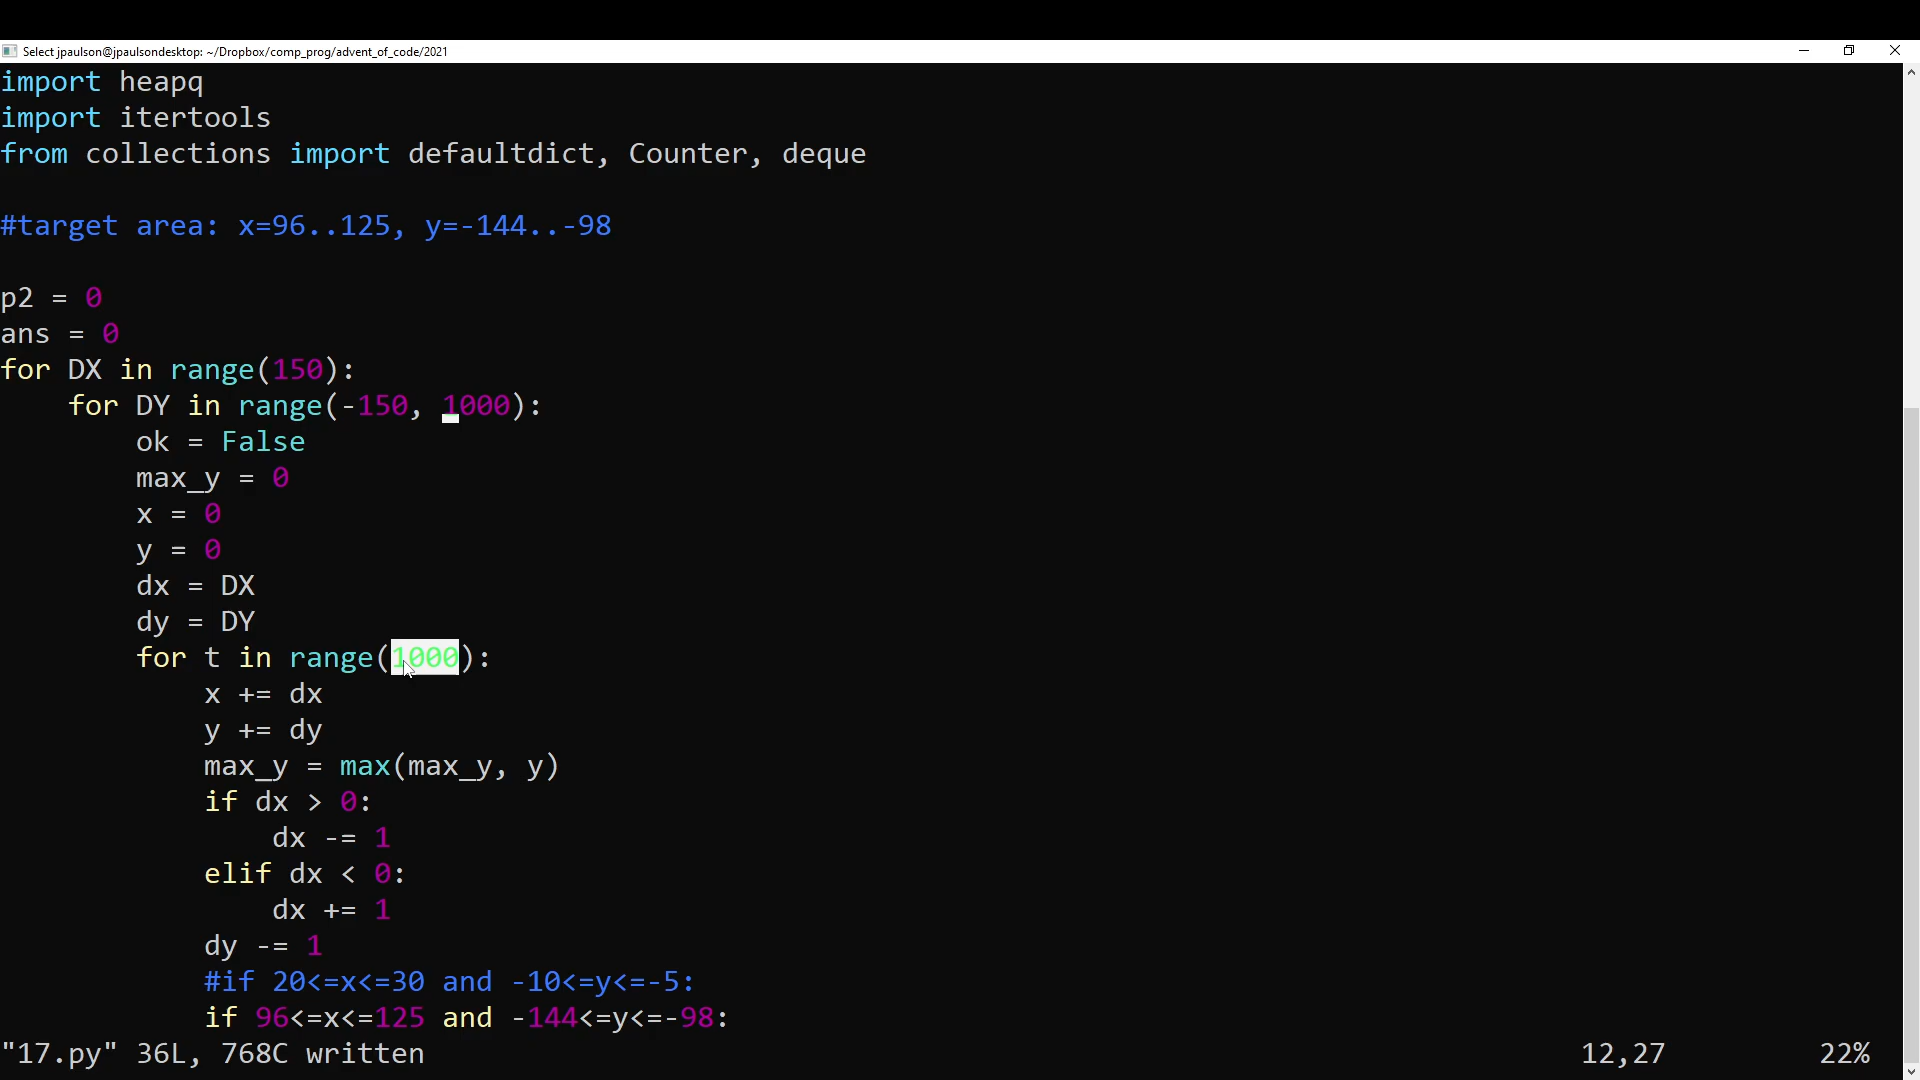 Select jpaulson@jpaulsondesktop: ~/Dropbox/comp_prog/advent_of_code/2021
import heapq
import itertools
from collections import defaultdict, Counter, deque
#target area: x=96..125, y=-144..-98
p2 = 0
ans = 0
for DX in range(150):
    for DY in range(-150, 1000):
        ok = False
        max_y = 0
        x = 0
        y = 0
        dx = DX
        dy = DY
        for t in range(1000):
            x += dx
            y += dy
            max_y = max(max_y, y)
            if dx > 0:
                dx -= 1
            elif dx < 0:
                dx += 1
            dy -= 1
            #if 20<=x<=30 and -10<=y<=-5:
            if 96<=x<=125 and -144<=y<=-98:
"17.py" 36L, 768C written 12,27 22%